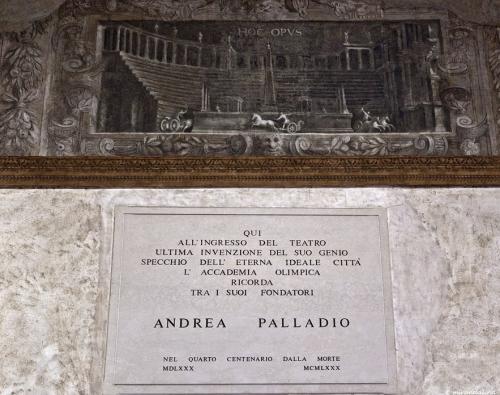 HOC OPVS
QUI
ALL'INGRESSO DEL TEATRO
ULTIMA INVENZIONE DEL SUO GENIO
SPECCHIO DELL' ETERNA IDEALE CITTÀ
L' ACCADEMIA OLIMPICA
RICORDA
TRA I SUOI FONDATORI
ANDREA PALLADIO
NEL QUARTO CENTENARIO DALLA MORTE
MDLXXX MCMLXXX